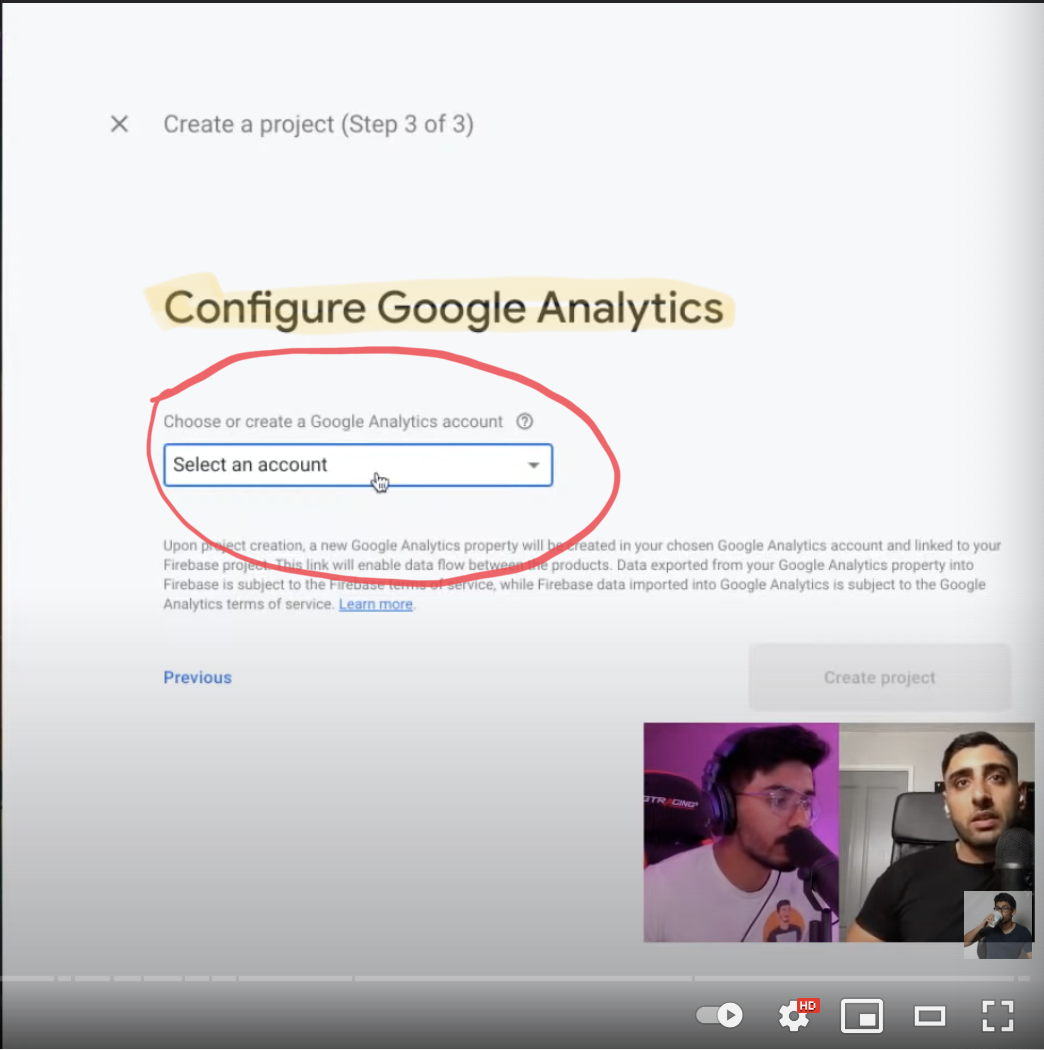 Create a project (Step 3 of 3)
Configure Google Analytics
Choose or create a Google Analytics account
Select an account
Upon project creation, a new Google Analytics property will be created in your chosen Google Analytics account and linked to your
Firebase project. This link will enable data flow between the products. Data exported from your Google Analytics property into
Firebase is subject to the Firebase terms of service, while Firebase data imported into Google Analytics is subject to the Google
Analytics terms of service. Learn more.
Previous
Create project
GTRACING
HD